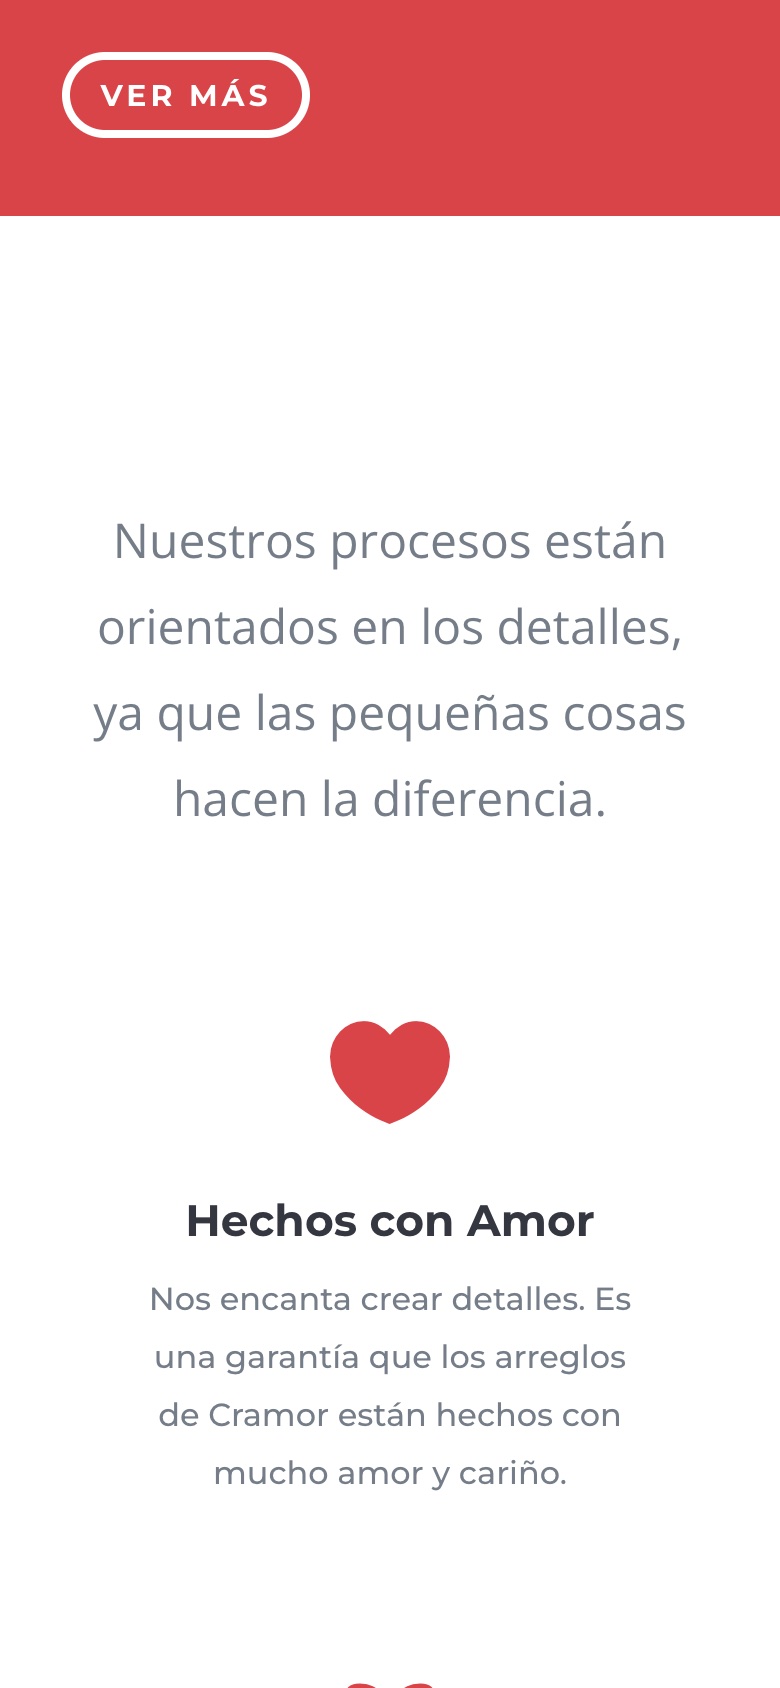 VER MÁS
Nuestros procesos están
orientados en los detalles,
ya que las pequeñas cosas
hacen la diferencia.
Hechos con Amor
Nos encanta crear detalles. Es
una garantía que los arreglos
de Cramor están hechos con
mucho amor y cariño.